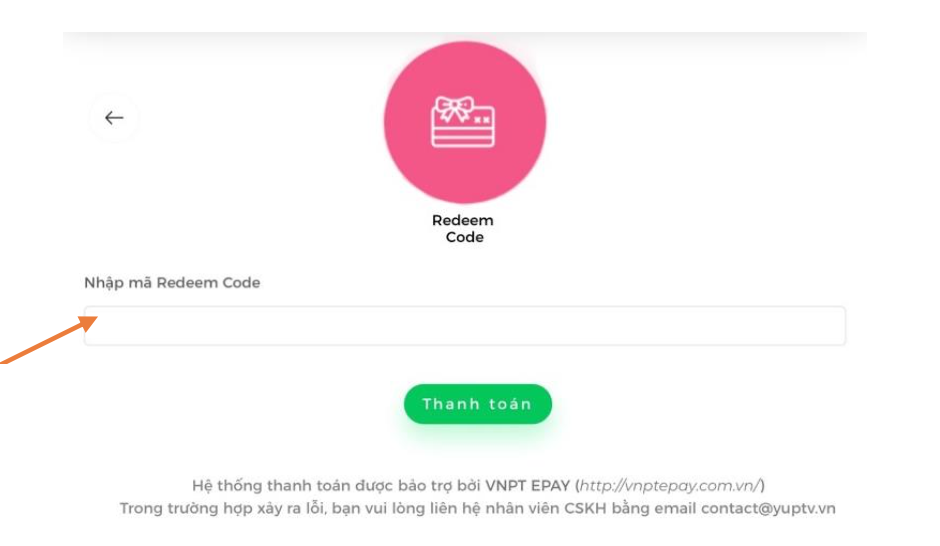 Redeem
Code
Nhập mã Redeem Code
Thanh toán
Hệ thống thanh toán được bảo trợ bởi VNPT EPAY (http://vnptepay.com.vn/)
Trong trường hợp xảy ra lỗi, bạn vui lòng liên hệ nhân viên CSKH bằng email contact@yuptv.vn